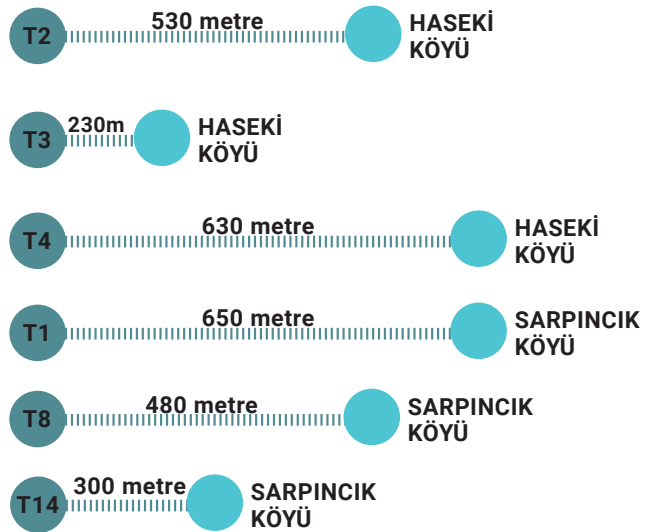 T2 530 metre HASEKİ
KÖYÜ
T3 230m HASEKİ
KÖYÜ
T4 630 metre HASEKİ
KÖYÜ
T1 650 metre SARPINCIK
KÖYÜ
T8 480 metre SARPINCIK
KÖYÜ
T14 300 metre SARPINCIK
KÖYÜ